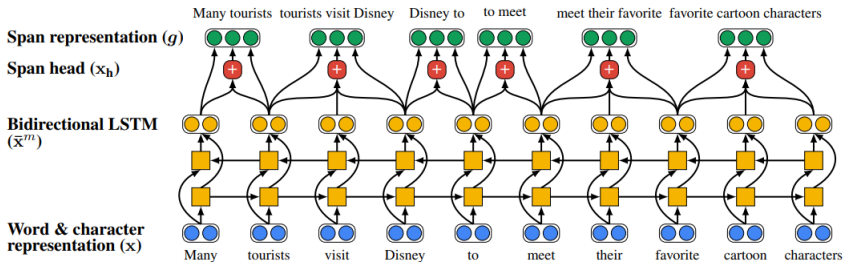 Many tourists tourists visit Disney Disney to to meet meet their favorite favorite cartoon characters
Span representation (g)
Span head (xₕ)
+ + + + + +
Bidirectional LSTM
(x̄ᵐ)
Word & character
representation (x)
Many tourists visit Disney to meet their favorite cartoon characters